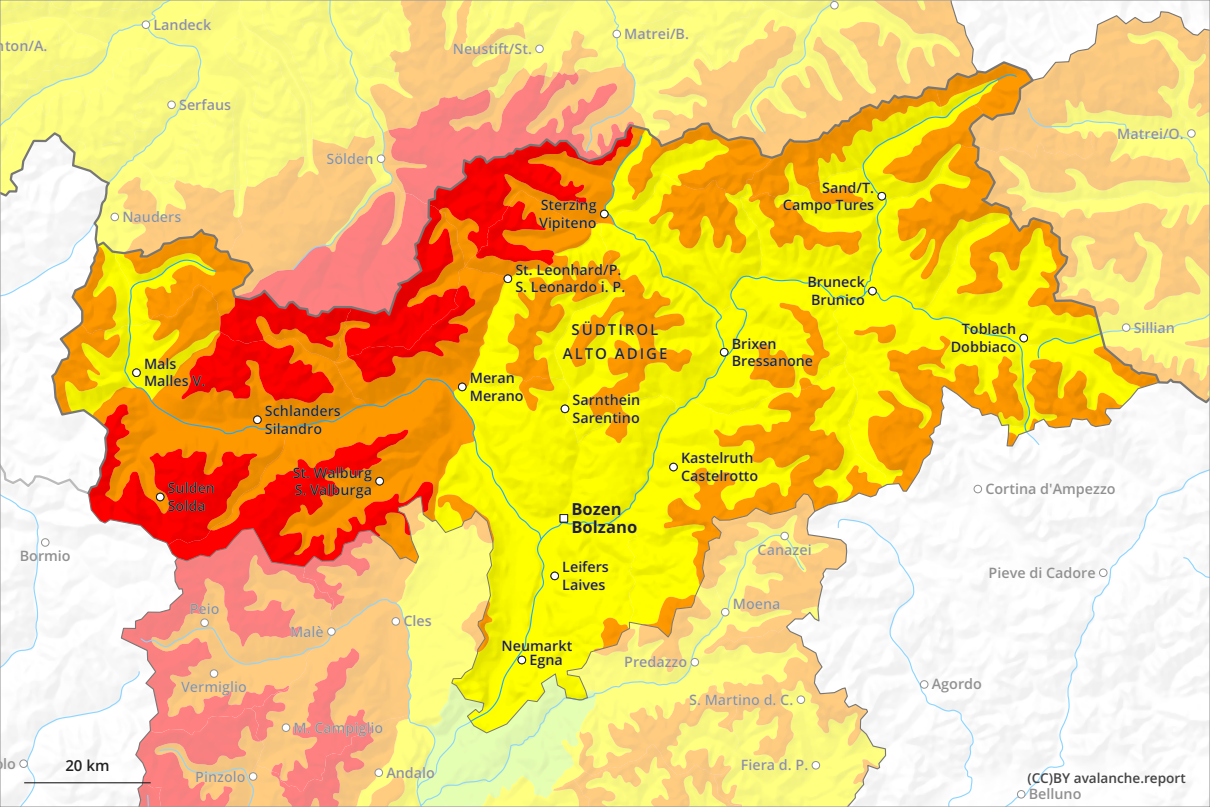 Landeck
Matrei/B.
nton/A.
Neustift/St.
Serfaus
Matrei/O.
Sölden
Sand/T.
Campo Tures
Sterzing
Vipiteno
Nauders
St. Leonhard/P.
S. Leonardo i. P.
Bruneck
Brunico
SÜDTIROL
ALTO ADIGE
Toblach
Dobbiaco
Sillian
Brixen
Bressanone
Mals
Malles V.
Meran
Merano
Sarnthein
Sarentino
Schlanders
Silandro
Kastelruth
Castelrotto
St. Walburg
S. Valburga
Sulden
Solda
Cortina d'Ampezzo
Bozen
Bolzano
Bormio
Canazei
Leifers
Laives
Pieve di Cadore
Peio
Moena
Cles
Malè
Neumarkt
Egna
Predazzo
Vermiglio
Agordo
S. Martino d. C.
M. Campiglio
olo
20 km
Pinzolo
Andalo
Fiera d. P.
(CC)BY avalanche.report
Belluno